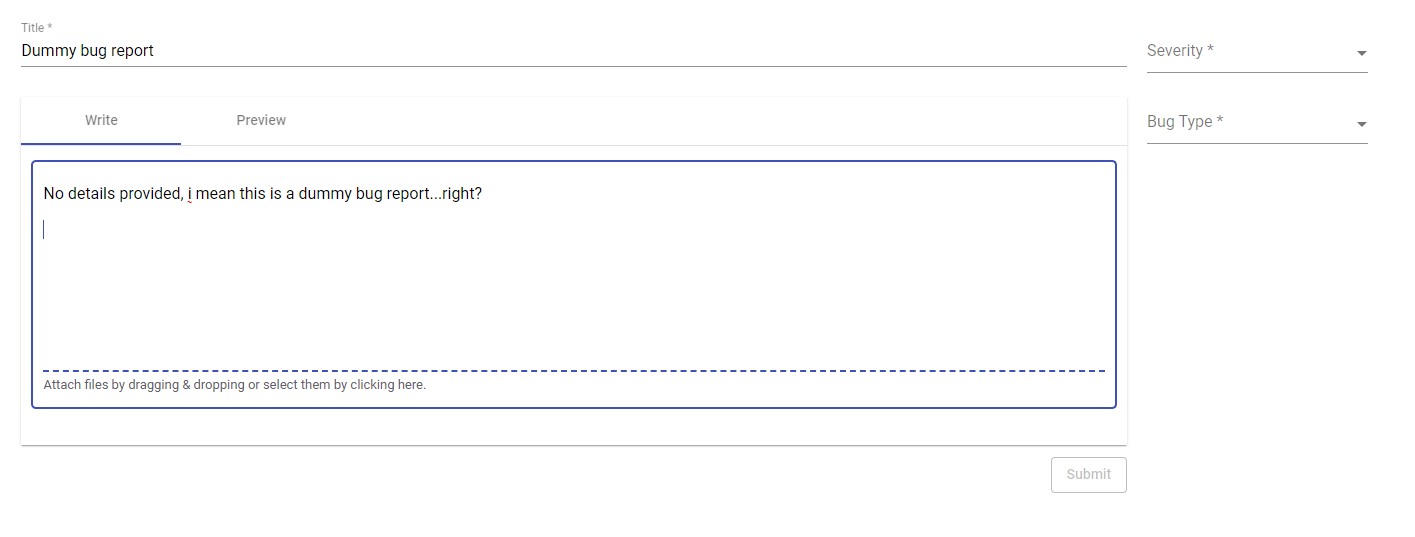 Title *
Dummy bug report
Severity *
Write
Preview
Bug Type *
No details provided, i mean this is a dummy bug report...right?
Attach files by dragging & dropping or select them by clicking here.
Submit